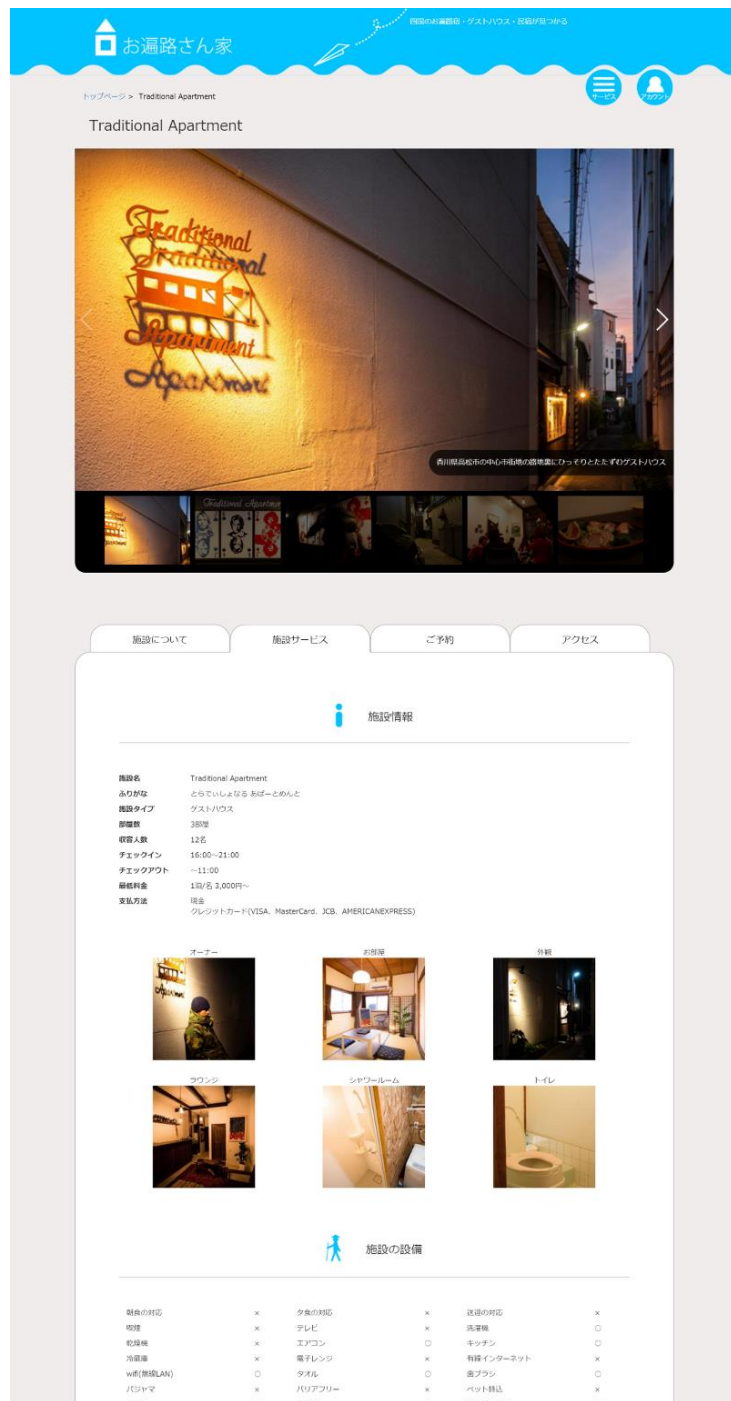 お遍路さん家
四国のお遍路宿・ゲストハウス・民宿が見つかる
サービス
アカウント
トップページ > Traditional Apartment
Traditional Apartment
Traditional
Traditional
Apartment
Apartment
香川県高松市の中心市街地の路地裏にひっそりとたたずむゲストハウス
Traditional Apartment
施設について 施設サービス ご予約 アクセス
施設情報
施設名 Traditional Apartment
ふりがな とらでぃしょなる あぱーとめんと
施設タイプ ゲストハウス
部屋数 3部屋
収容人数 12名
チェックイン 16:00～21:00
チェックアウト ～11:00
最低料金 1泊/名 3,000円～
支払方法 現金
クレジットカード(VISA、MasterCard、JCB、AMERICANEXPRESS)
オーナー お部屋 外観
ラウンジ シャワールーム トイレ
施設の設備
朝食の対応 × 夕食の対応 × 送迎の対応 ×
喫煙 × テレビ × 洗濯機 ○
乾燥機 × エアコン ○ キッチン ○
冷蔵庫 × 電子レンジ × 有線インターネット ×
wifi(無線LAN) ○ タオル ○ 歯ブラシ ○
パジャマ × バリアフリー × ペット持込 ×